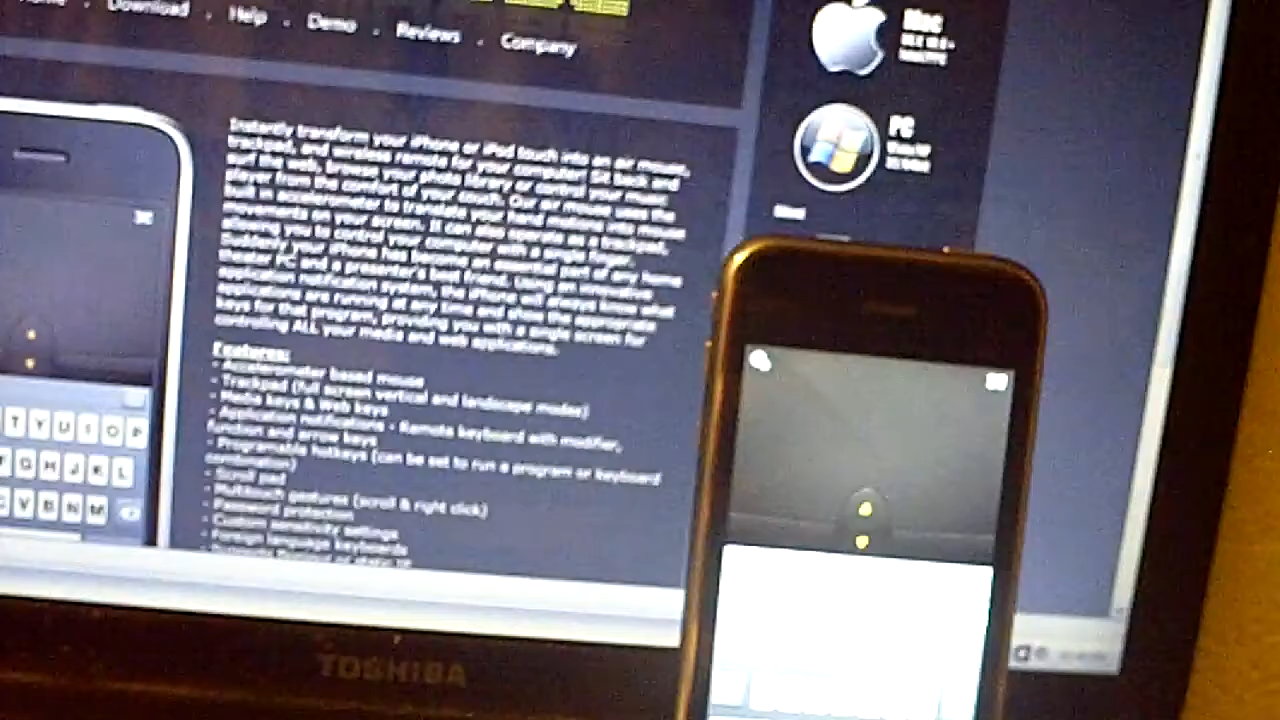 Download . Help . Demo . Reviews . Company
Mac
PC
Instantly transform your iPhone or iPod touch into an air mouse,
trackpad, and wireless remote for your computer! Sit back and
surf the web, browse your photo library or control your music
player from the comfort of your couch. Our air mouse uses the
built in accelerometer to translate your hand motions into mouse
movements on your screen. It can also operate as a trackpad,
allowing you to control your computer with a single finger.
Suddenly your iPhone has become an essential part of any home
theater PC and a presenter's best friend. Using an innovative
application notification system, the iPhone will always know what
applications are running at any time and show the appropriate
keys for that program, providing you with a single screen for
controlling ALL your media and web applications.
Features:
- Accelerometer based mouse
- Trackpad (full screen vertical and landscape modes)
- Media keys & Web keys
- Application notifications - Remote keyboard with modifier,
function and arrow keys
- Programable hotkeys (can be set to run a program or keyboard
combination)
- Scroll pad
- Multitouch gestures (scroll & right click)
- Password protection
- Custom sensitivity settings
- Foreign language keyboards
T Y U I O P
G H J K L
C V B N M
TOSHIBA